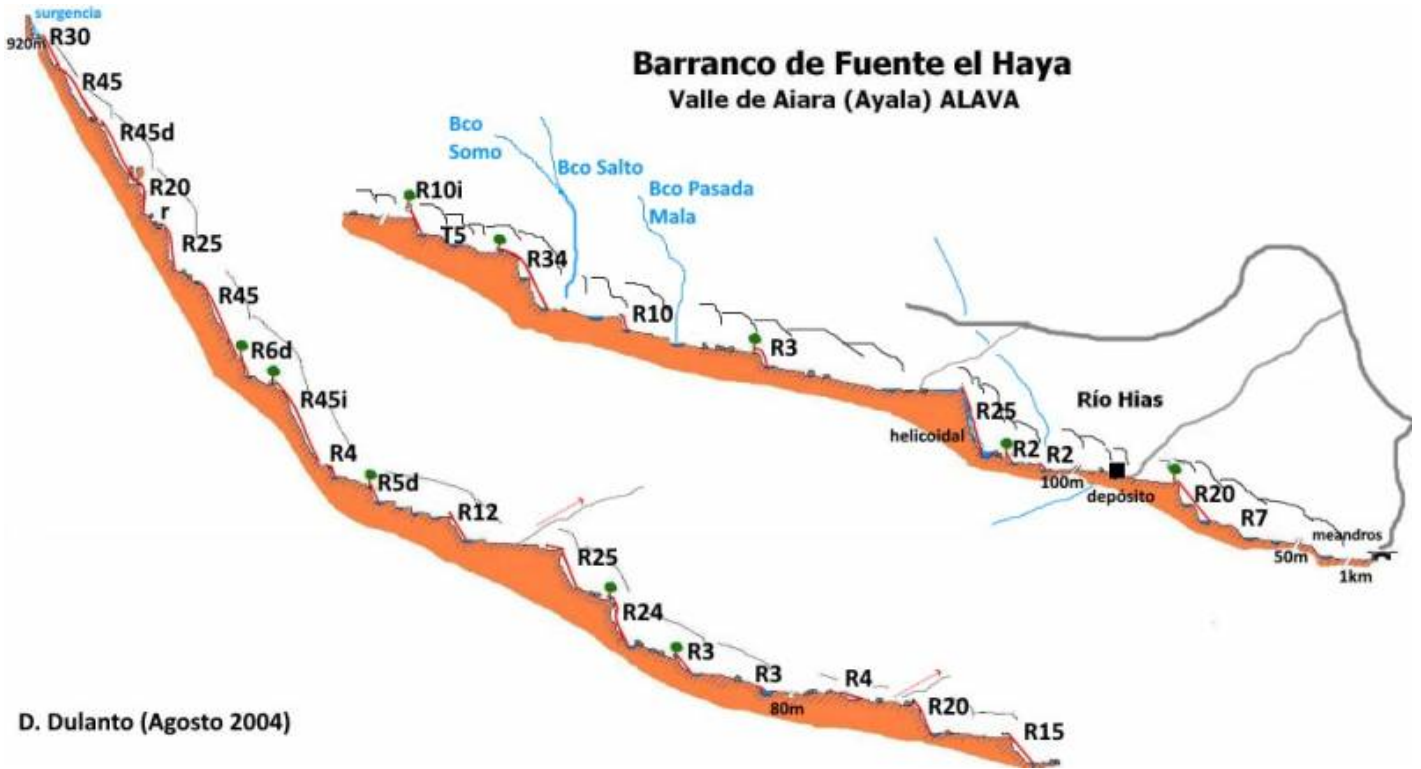 surgencia
920m
R30
R45
R45d
R20
r
R25
R45
R6d
R45i
R4
R5d
R12
R25
R24
R3
R3
80m
R4
R20
R15
Barranco de Fuente el Haya
Valle de Aiara (Ayala) ALAVA
Bco
Somo
Bco Salto
Bco Pasada
Mala
R10i
T5
R34
R10
R3
R25
helicoidal
R2
R2
100m
Río Hias
depósito
R20
R7
meandros
50m
1km
D. Dulanto (Agosto 2004)